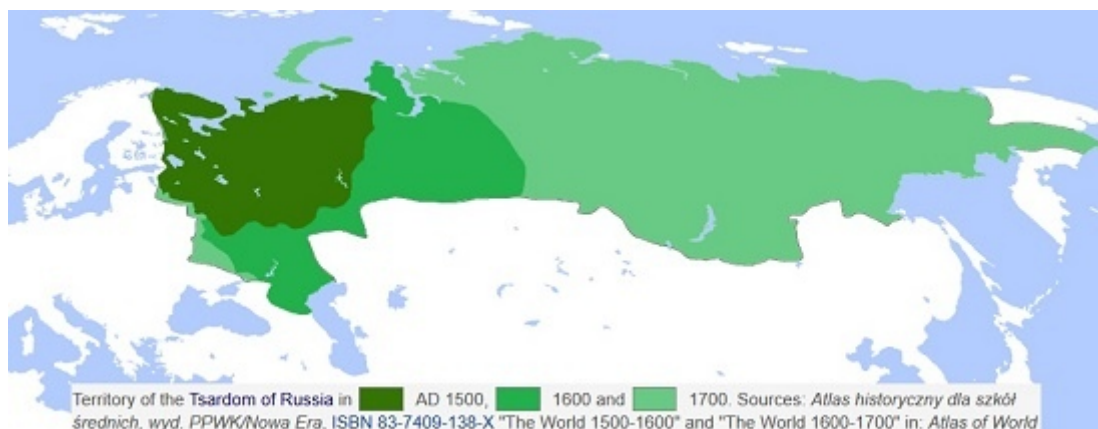 Territory of the Tsardom of Russia in AD 1500, 1600 and 1700. Sources: Atlas historyczny dla szkół
średnich, wyd. PPWK/Nowa Era, ISBN 83-7409-138-X "The World 1500-1600" and "The World 1600-1700" in: Atlas of World